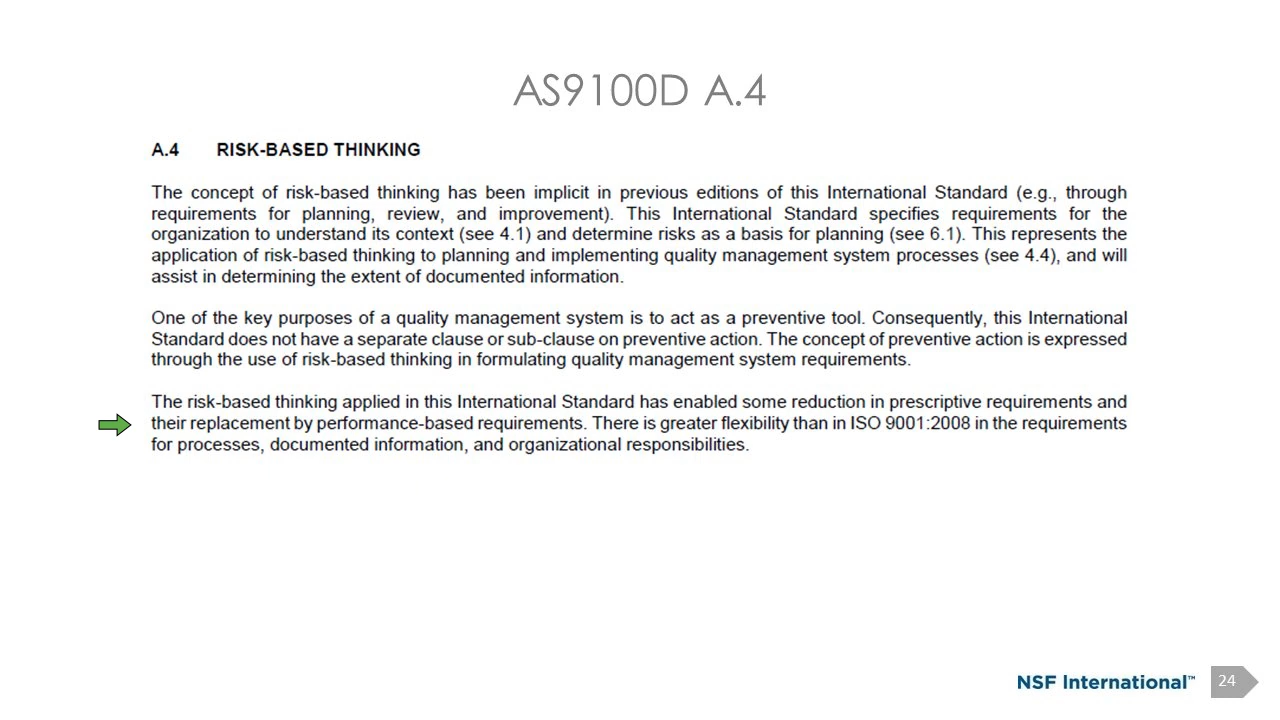 AS9100D A.4
A.4 RISK-BASED THINKING
The concept of risk-based thinking has been implicit in previous editions of this International Standard (e.g., through
requirements for planning, review, and improvement). This International Standard specifies requirements for the
organization to understand its context (see 4.1) and determine risks as a basis for planning (see 6.1). This represents the
application of risk-based thinking to planning and implementing quality management system processes (see 4.4), and will
assist in determining the extent of documented information.
One of the key purposes of a quality management system is to act as a preventive tool. Consequently, this International
Standard does not have a separate clause or sub-clause on preventive action. The concept of preventive action is expressed
through the use of risk-based thinking in formulating quality management system requirements.
The risk-based thinking applied in this International Standard has enabled some reduction in prescriptive requirements and
their replacement by performance-based requirements. There is greater flexibility than in ISO 9001:2008 in the requirements
for processes, documented information, and organizational responsibilities.
NSF International™
24